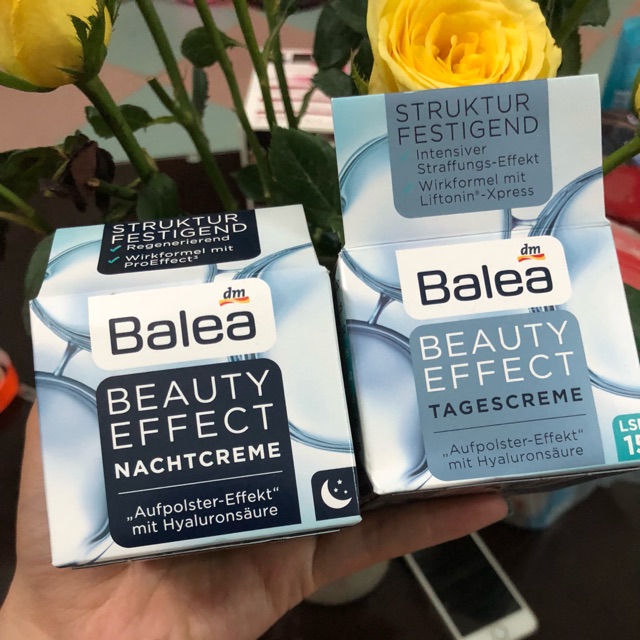 STRUKTUR
FESTIGEND
Regenerierend
Wirkformel mit
ProEffect®
dm
Balea
BEAUTY
EFFECT
NACHTCREME
„Aufpolster-Effekt“
mit Hyaluronsäure
STRUKTUR
FESTIGEND
Intensiver
Straffungs-Effekt
Wirkformel mit
Liftonin®-Xpress
dm
Balea
BEAUTY
EFFECT
TAGESCREME
„Aufpolster-Effekt“
mit Hyaluronsäure
LSF
15